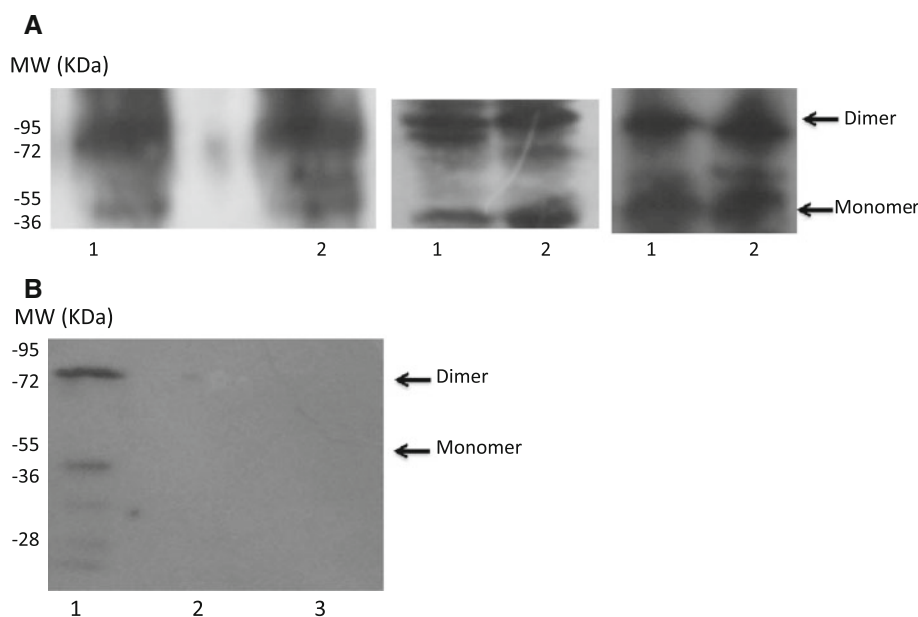 A
MW (KDa)
-95
-72
-55
-36
Dimer
Monomer
1 2 1 2 1 2
B
MW (KDa)
-95
-72
-55
-36
-28
Dimer
Monomer
1 2 3